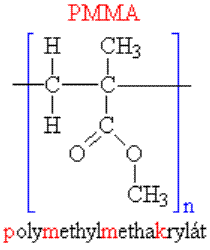 PMMA
H CH3
C C
H C
O O
CH3
n
polymethylmethakrylát